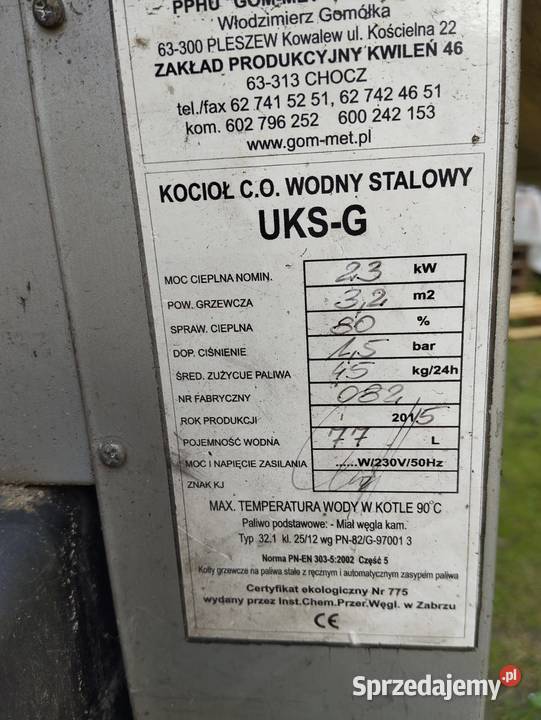 PPHU "GOM-MET"
Włodzimierz Gomółka
63-300 PLESZEW Kowalew ul. Kościelna 22
ZAKŁAD PRODUKCYJNY KWILEŃ 46
63-313 CHOCZ
tel./fax 62 741 52 51, 62 742 46 51
kom. 602 796 252 600 242 153
www.gom-met.pl
KOCIOŁ C.O. WODNY STALOWY
UKS-G
MOC CIEPLNA NOMIN. 23 kW
POW. GRZEWCZA 3,2 m2
SPRAW. CIEPLNA 80 %
DOP. CIŚNIENIE 1,5 bar
ŚRED. ZUŻYCUE PALIWA 45 kg/24h
NR FABRYCZNY 082
ROK PRODUKCJI 2015
POJEMNOŚĆ WODNA 77 L
MOC I NAPIĘCIE ZASILANIA ......W/230V/50Hz
ZNAK KJ
MAX. TEMPERATURA WODY W KOTLE 90°C
Paliwo podstawowe: - Miał węgla kam.
Typ 32.1 kl. 25/12 wg PN-82/G-97001 3
Norma PN-EN 303-5:2002 Część 5
Kotły grzewcze na paliwa stałe z ręcznym i automatycznym zasypem paliwa
Certyfikat ekologiczny Nr 775
wydany przez Inst.Chem.Przer.Węgl. w Zabrzu
CE
Sprzedajemy.pl